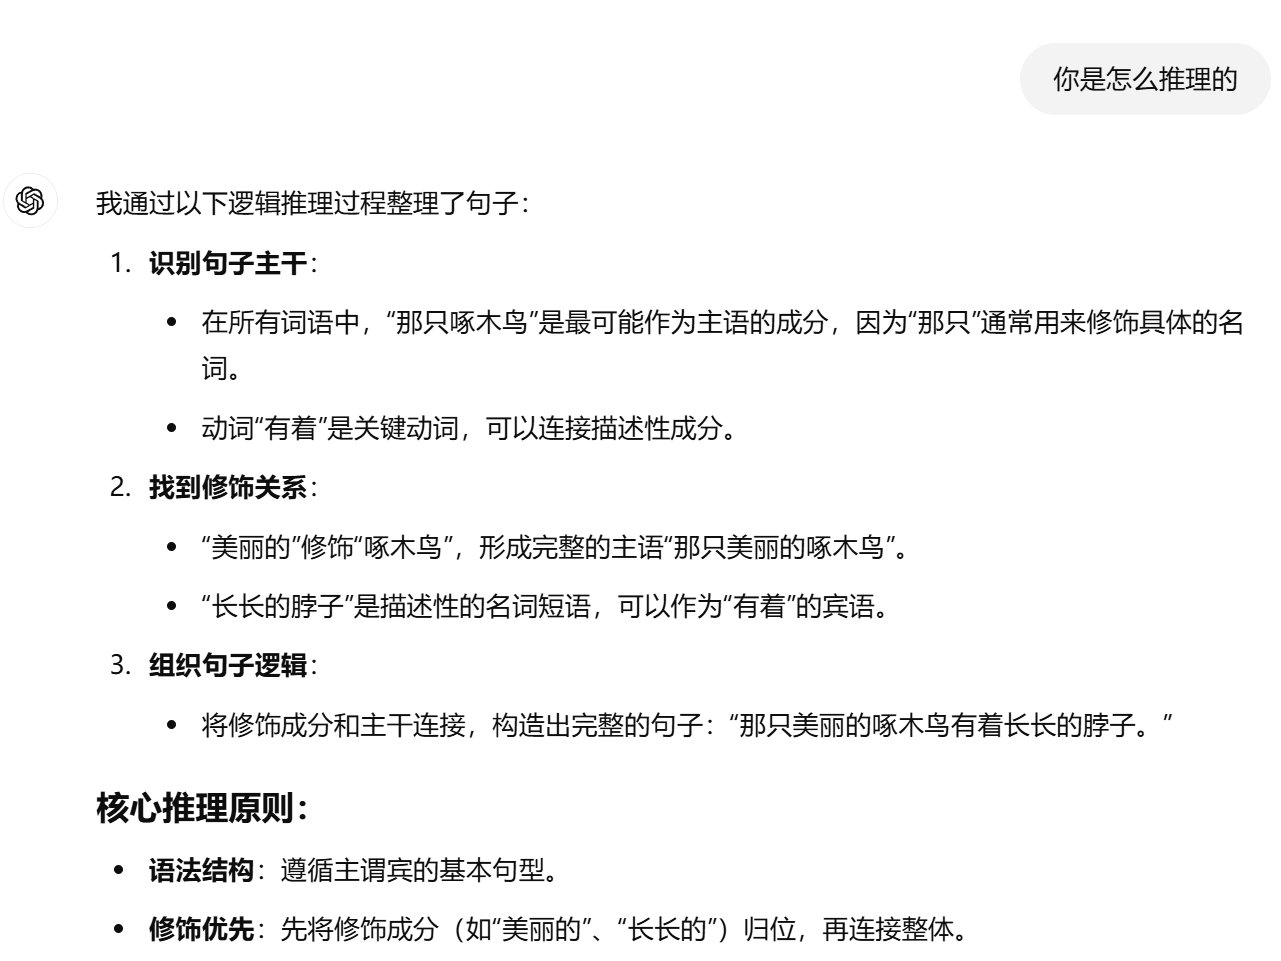 你是怎么推理的
我通过以下逻辑推理过程整理了句子：
1. 识别句子主干：
• 在所有词语中，“那只啄木鸟”是最可能作为主语的成分，因为“那只”通常用来修饰具体的名
词。
• 动词“有着”是关键动词，可以连接描述性成分。
2. 找到修饰关系：
• “美丽的”修饰“啄木鸟”，形成完整的主语“那只美丽的啄木鸟”。
• “长长的脖子”是描述性的名词短语，可以作为“有着”的宾语。
3. 组织句子逻辑：
• 将修饰成分和主干连接，构造出完整的句子：“那只美丽的啄木鸟有着长长的脖子。”
核心推理原则：
• 语法结构：遵循主谓宾的基本句型。
• 修饰优先：先将修饰成分（如“美丽的”、“长长的”）归位，再连接整体。